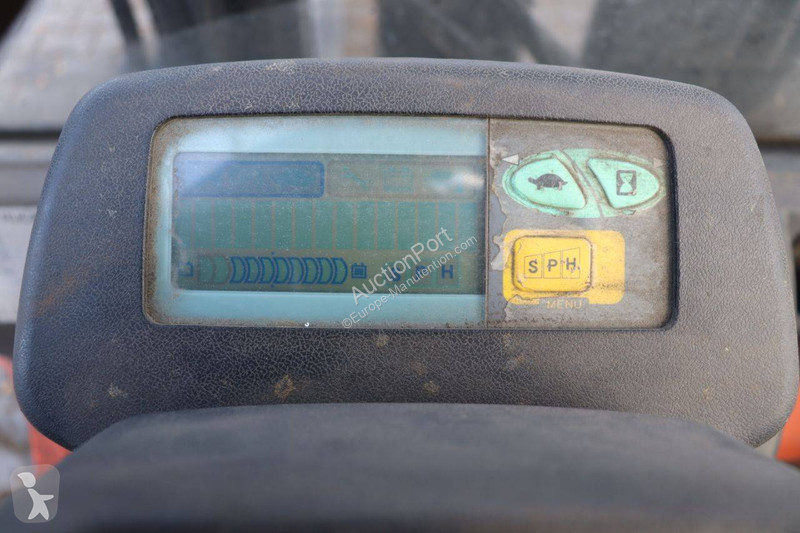 S P H
S P H
MENU
AuctionPort
©Europe-Manutention.com